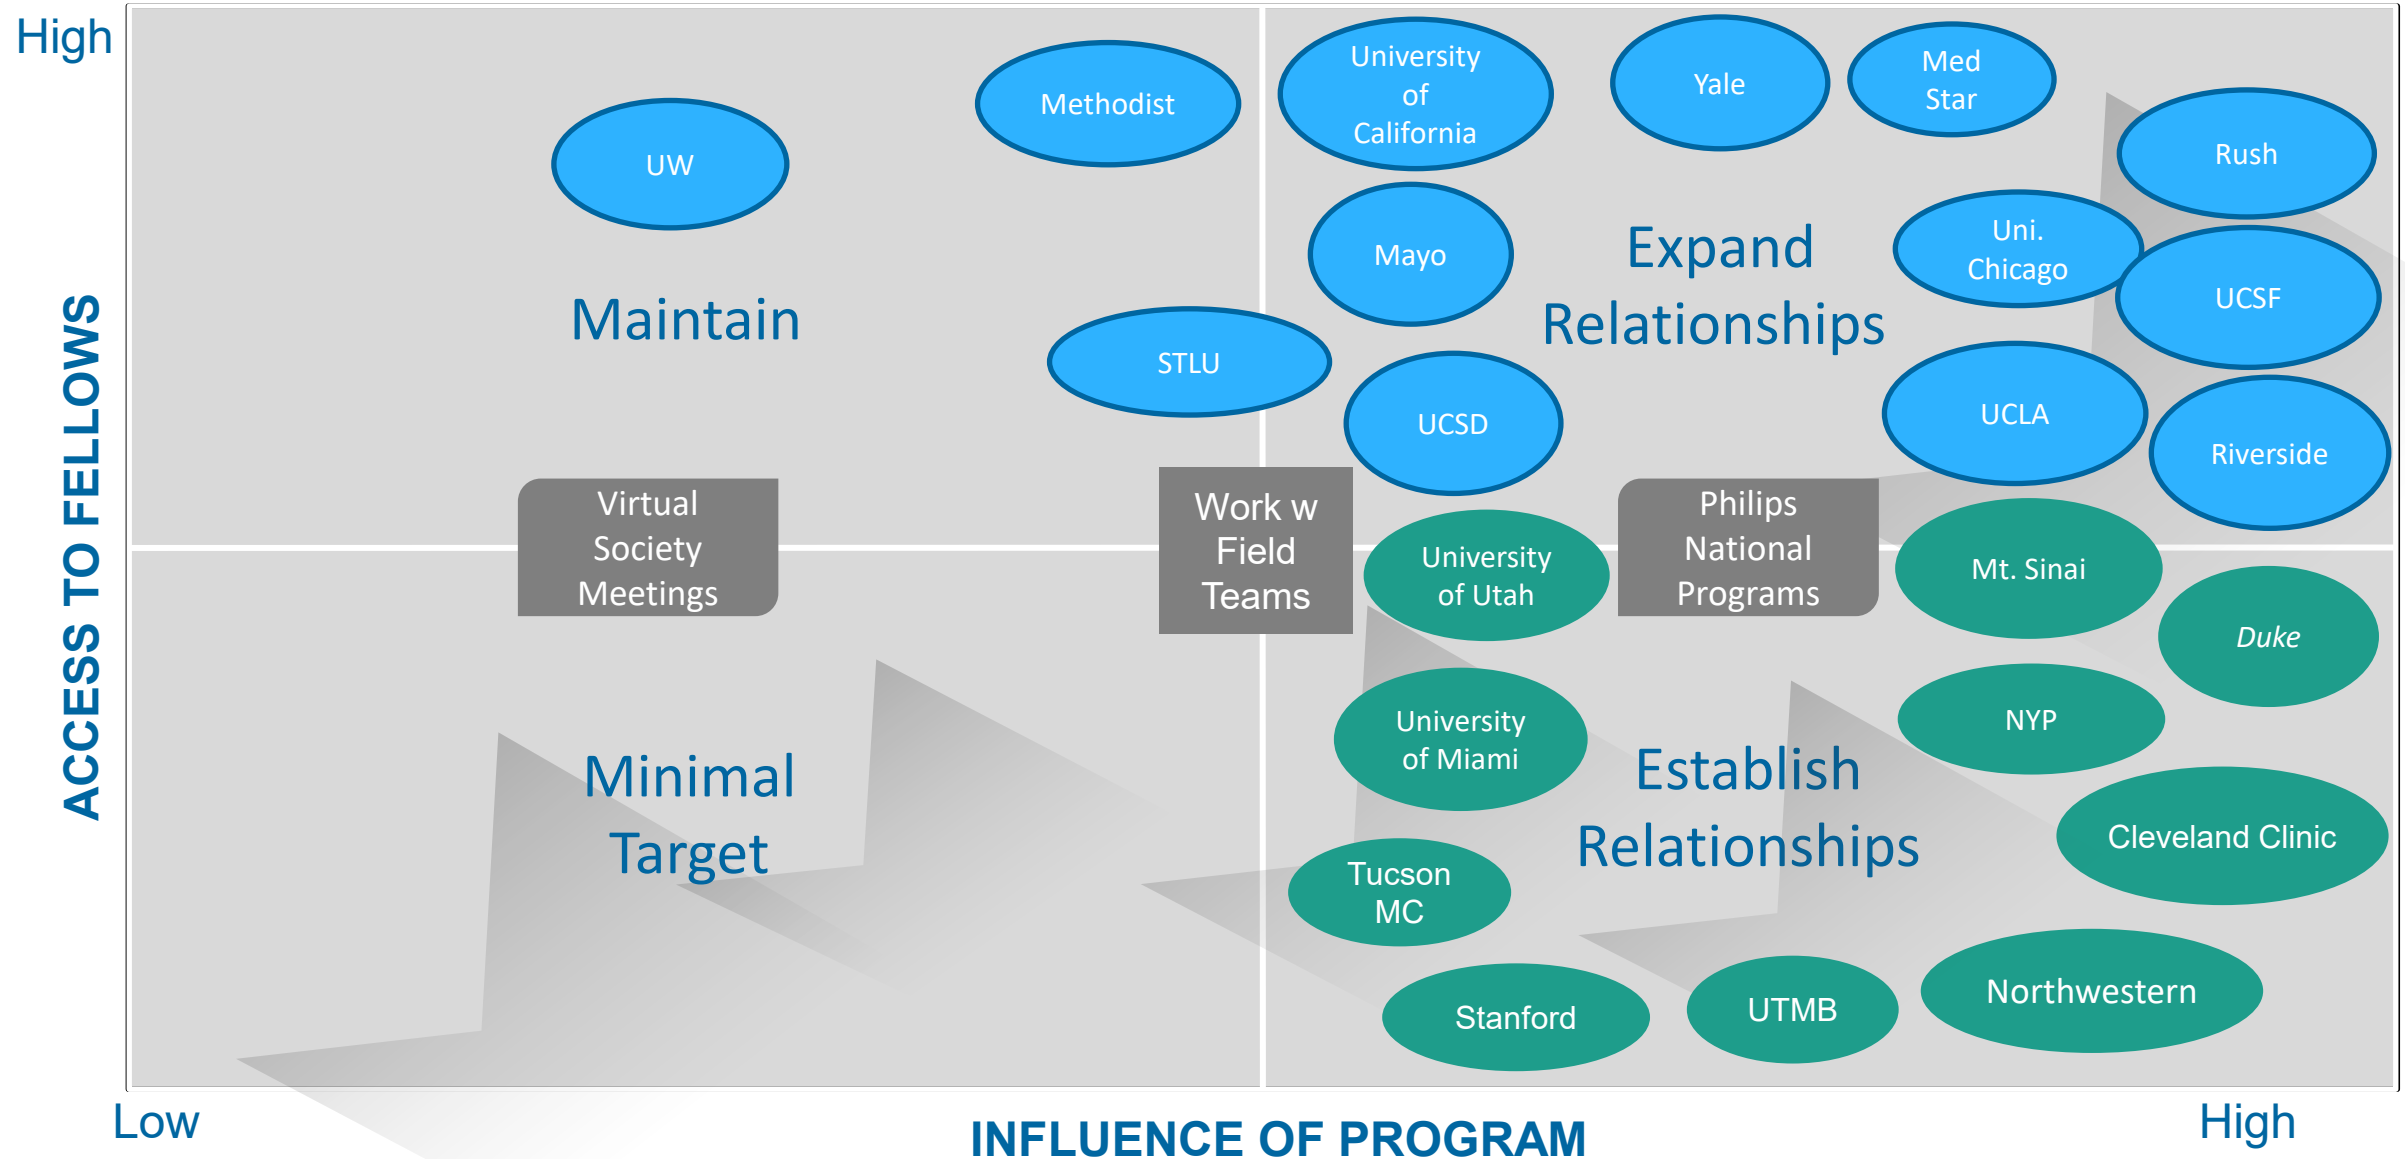 High
ACCESS TO FELLOWS
UW
Methodist
Maintain
STLU
University
of
California
Yale
Med
Star
Rush
Mayo
Expand
Relationships
Uni.
Chicago
UCSF
UCSD
UCLA
Riverside
Virtual
Society
Meetings
Work w
Field
Teams
Philips
National
Programs
Minimal
Target
University
of Utah
Mt. Sinai
Duke
University
of Miami
NYP
Establish
Relationships
Cleveland Clinic
Tucson
MC
Stanford
UTMB
Northwestern
Low
INFLUENCE OF PROGRAM
High